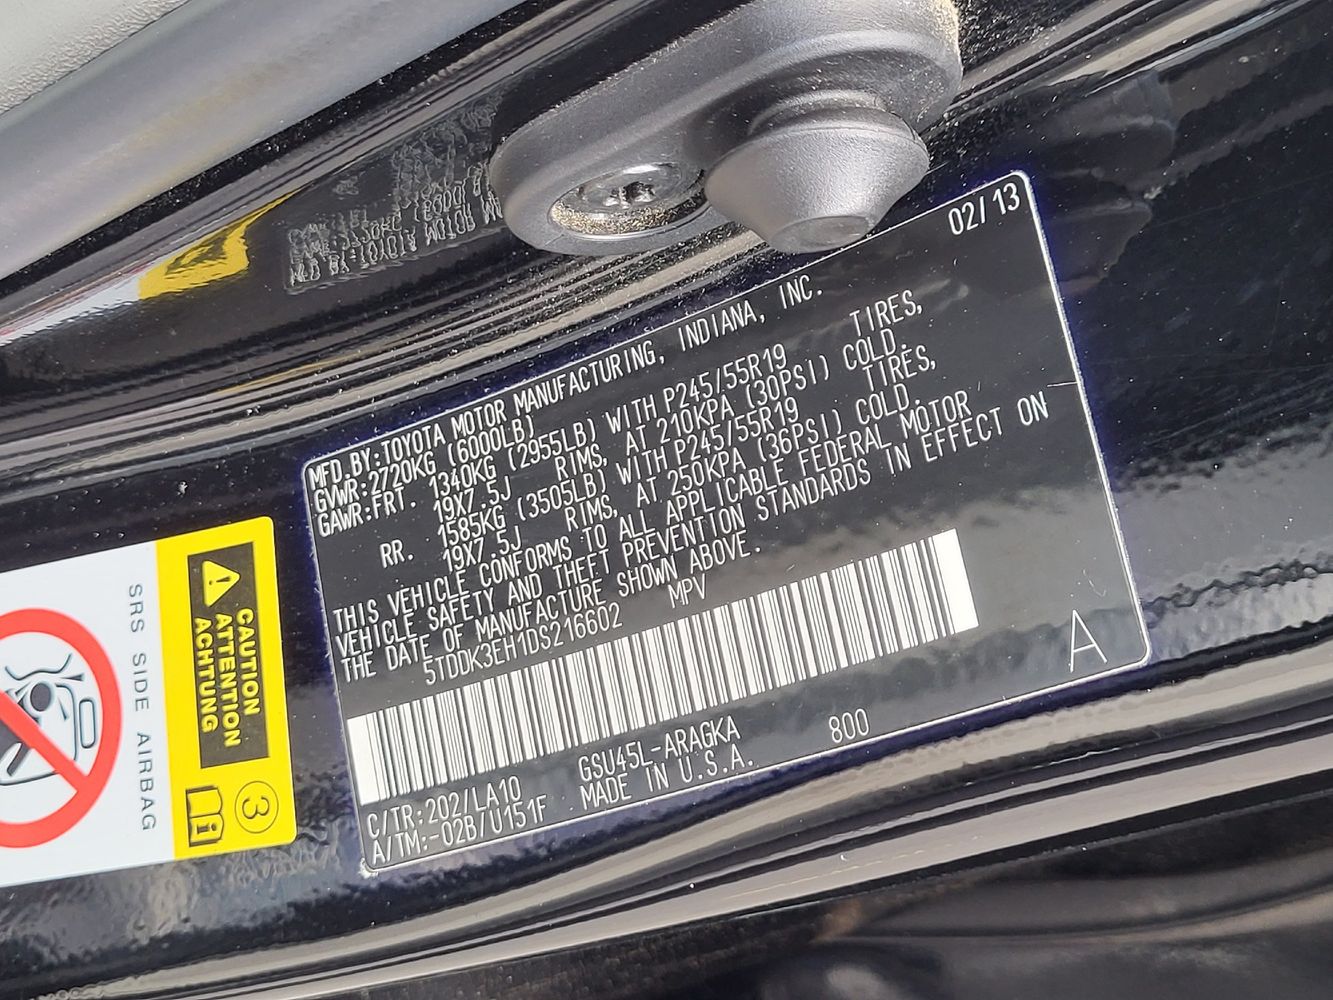 02/13
MFD.BY:TOYOTA MOTOR MANUFACTURING, INDIANA, INC.
GVWR:2720KG (6000LB)
GAWR:FRT. 1340KG (2955LB) WITH P245/55R19 TIRES,
19X7.5J RIMS, AT 210KPA (30PSI) COLD.
RR. 1585KG (3505LB) WITH P245/55R19 TIRES,
19X7.5J RIMS, AT 250KPA (36PSI) COLD.
THIS VEHICLE CONFORMS TO ALL APPLICABLE FEDERAL MOTOR
VEHICLE SAFETY AND THEFT PREVENTION STANDARDS IN EFFECT ON
THE DATE OF MANUFACTURE SHOWN ABOVE.
5TDDK3EH1DS216602 MPV
C/TR:202/LA10 GSU45L-ARAGKA 800
A/TM:-02B/U151F MADE IN U.S.A.
A
CAUTION
ATTENTION
ACHTUNG
3
SRS SIDE AIRBAG